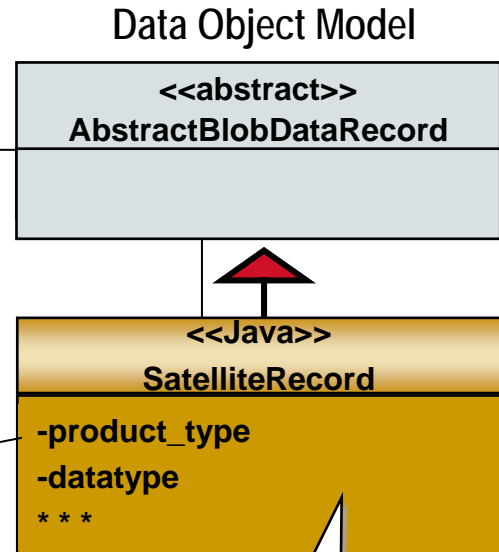 Data Object Model
<<abstract>>
AbstractBlobDataRecord
<<Java>>
SatelliteRecord
-product_type
-datatype
* * *